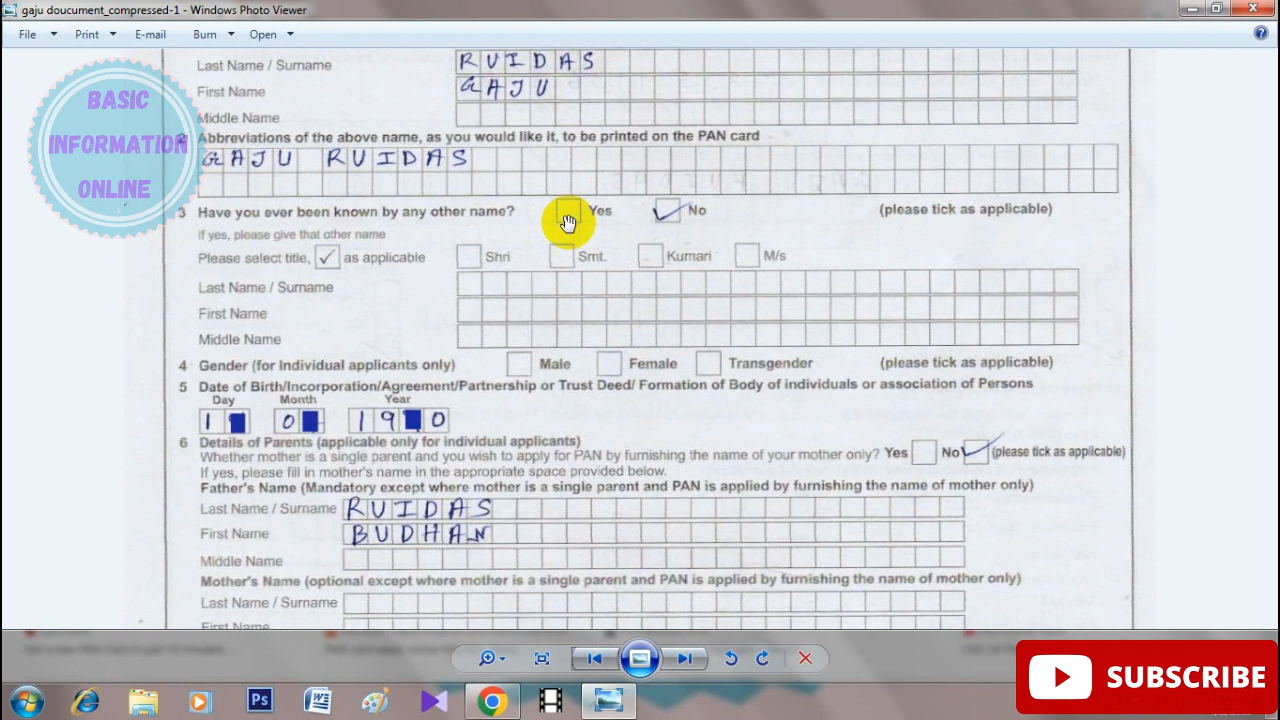 gaju doucument_compressed-1 - Windows Photo Viewer
File Print E-mail Burn Open
BASIC
INFORMATION
ONLINE
Last Name / Surname RUIDAS
First Name GAJU
Middle Name
2 Abbreviations of the above name, as you would like it, to be printed on the PAN card
GAJU RUIDAS
3 Have you ever been known by any other name? Yes No (please tick as applicable)
If yes, please give that other name
Please select title, ✓ as applicable Shri Smt. Kumari M/s
Last Name / Surname
First Name
Middle Name
4 Gender (for Individual applicants only) Male Female Transgender (please tick as applicable)
5 Date of Birth/Incorporation/Agreement/Partnership or Trust Deed/ Formation of Body of individuals or association of Persons
Day Month Year
1 0 19 0
6 Details of Parents (applicable only for individual applicants)
Whether mother is a single parent and you wish to apply for PAN by furnishing the name of your mother only? Yes No (please tick as applicable)
If yes, please fill in mother's name in the appropriate space provided below.
Father's Name (Mandatory except where mother is a single parent and PAN is applied by furnishing the name of mother only)
Last Name / Surname RUIDAS
First Name BUDHAN
Middle Name
Mother's Name (optional except where mother is a single parent and PAN is applied by furnishing the name of mother only)
Last Name / Surname
First Name
Ps
SUBSCRIBE